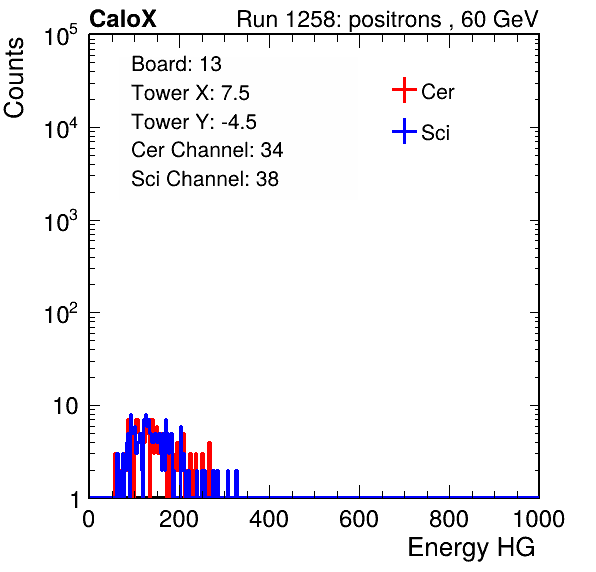 CaloX Run 1258: positrons , 60 GeV
Counts
Board: 13
Tower X: 7.5
Tower Y: -4.5
Cer Channel: 34
Sci Channel: 38
Cer
Sci
10^5
10^4
10^3
10^2
10
1
0 200 400 600 800 1000
Energy HG